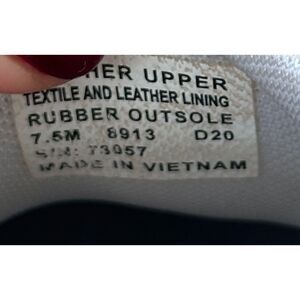 HER UPPER
TEXTILE AND LEATHER LINING
RUBBER OUTSOLE
7.5M 8913 D20
S/N: 73057
MADE IN VIETNAM